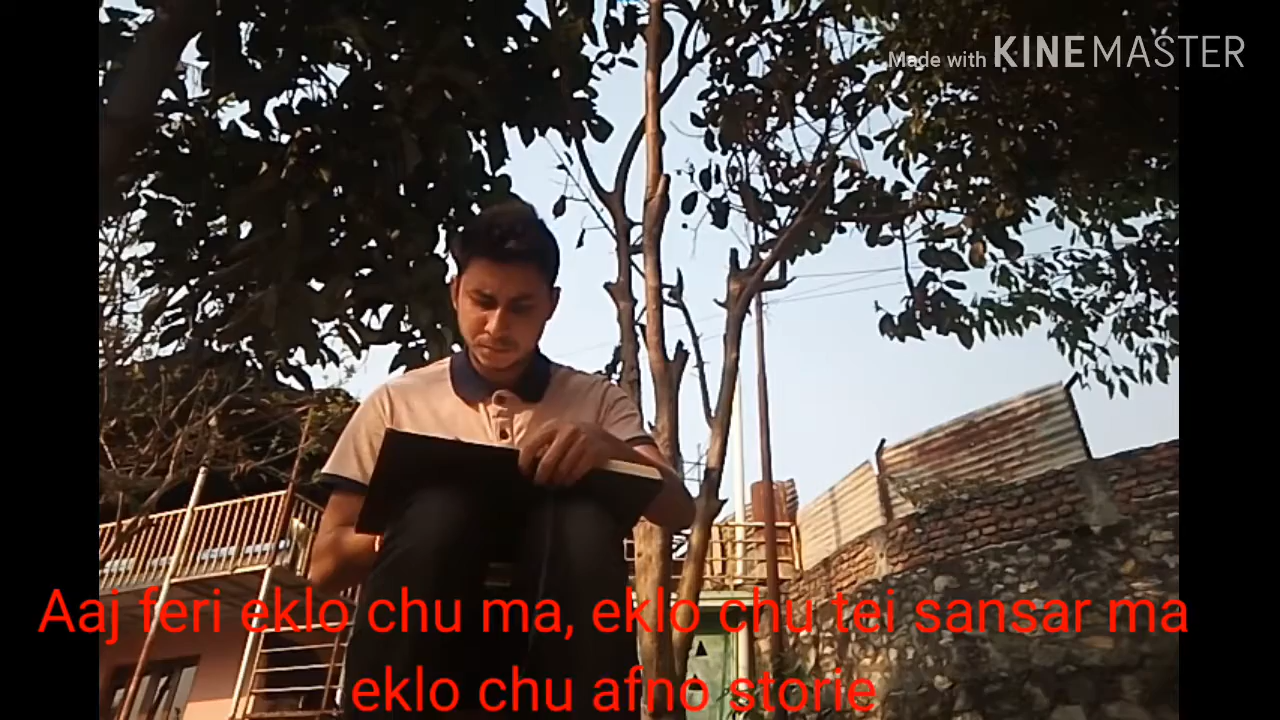 Made with KINEMASTER
Aaj feri eklo chu ma, eklo chu tei sansar ma
eklo chu afno storie